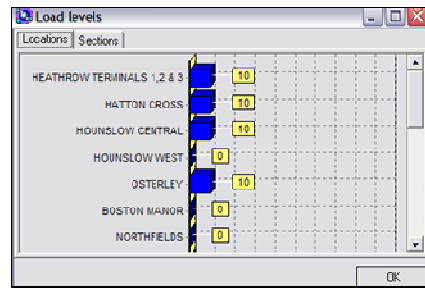 Load levels
Locations Sections
HEATHROW TERMINALS 1,2 & 3 10
HATTON CROSS 10
HOUNSLOW CENTRAL 10
HOUNSLOW WEST 0
OSTERLEY 10
BOSTON MANOR 0
NORTHFIELDS 0
OK